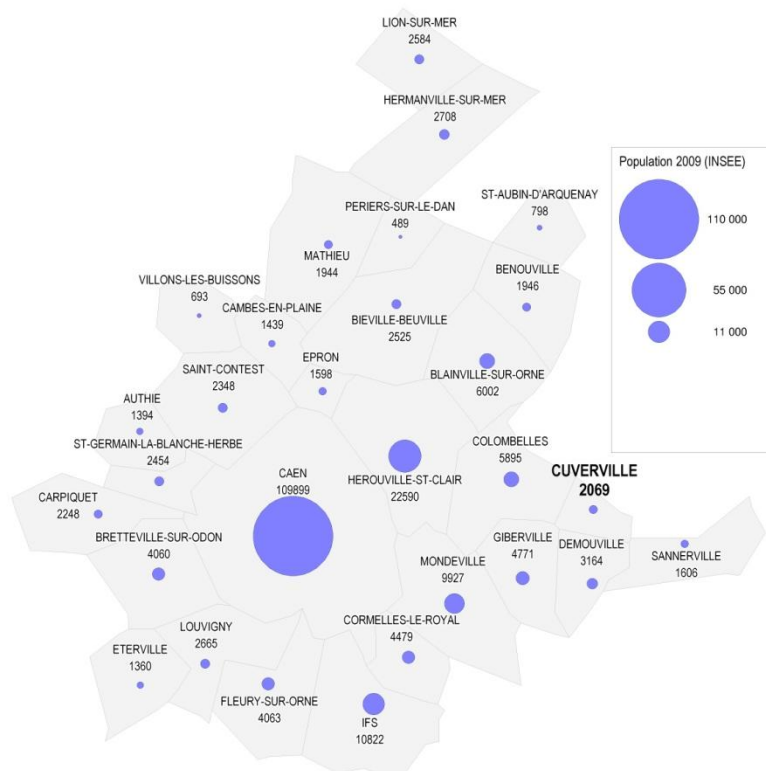 LION-SUR-MER
2584
HERMANVILLE-SUR-MER
2708
Population 2009 (INSEE)
110 000
55 000
11 000
ST-AUBIN-D'ARQUENAY
798
PERIERS-SUR-LE-DAN
489
MATHIEU
1944
BENOUVILLE
1946
VILLONS-LES-BUISSONS
693
CAMBES-EN-PLAINE
1439
BIEVILLE-BEUVILLE
2525
EPRON
1598
BLAINVILLE-SUR-ORNE
6002
SAINT-CONTEST
2348
AUTHIE
1394
ST-GERMAIN-LA-BLANCHE-HERBE
2454
CAEN
109899
HEROUVILLE-ST-CLAIR
22590
COLOMBELLES
5895
CUVERVILLE
2069
CARPIQUET
2248
BRETTEVILLE-SUR-ODON
4060
MONDEVILLE
9927
GIBERVILLE
4771
DEMOUVILLE
3164
SANNERVILLE
1606
CORMELLES-LE-ROYAL
4479
LOUVIGNY
2665
ETERVILLE
1360
FLEURY-SUR-ORNE
4063
IFS
10822